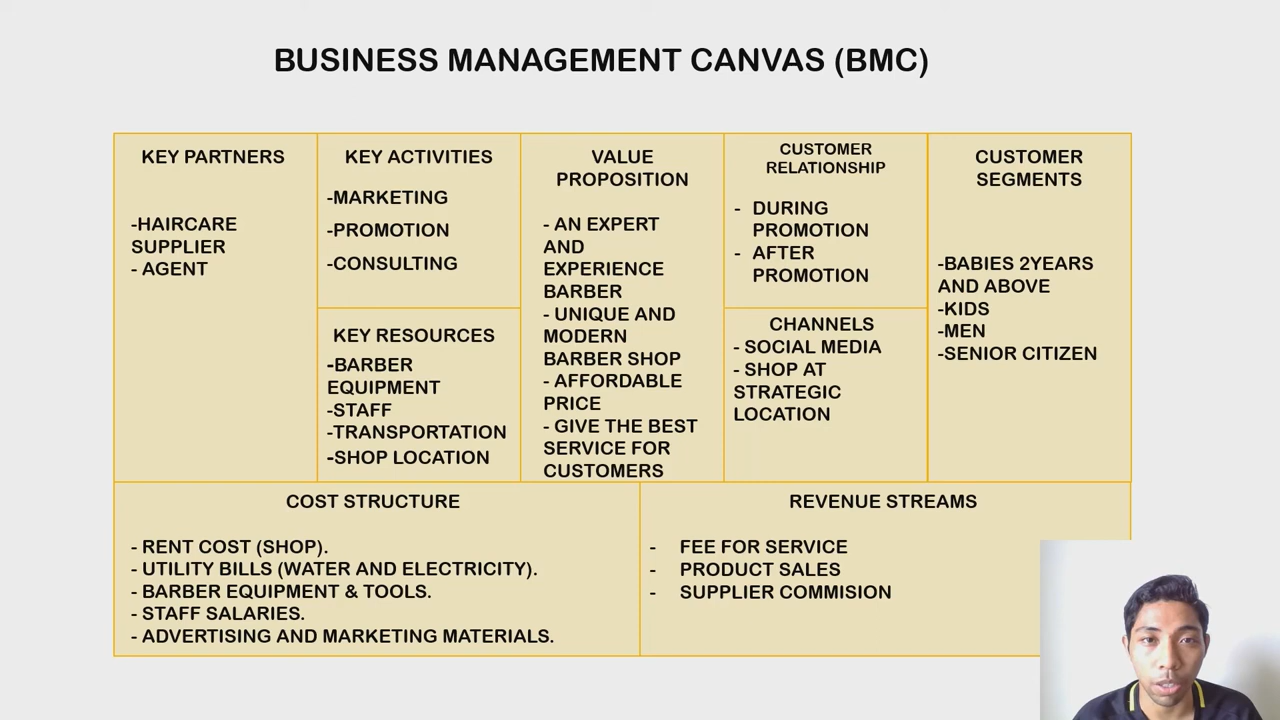 BUSINESS MANAGEMENT CANVAS (BMC)
KEY PARTNERS
-HAIRCARE
SUPPLIER
- AGENT
KEY ACTIVITIES
-MARKETING
-PROMOTION
-CONSULTING
KEY RESOURCES
-BARBER
EQUIPMENT
-STAFF
-TRANSPORTATION
-SHOP LOCATION
VALUE
PROPOSITION
- AN EXPERT
AND
EXPERIENCE
BARBER
- UNIQUE AND
MODERN
BARBER SHOP
- AFFORDABLE
PRICE
- GIVE THE BEST
SERVICE FOR
CUSTOMERS
CUSTOMER
RELATIONSHIP
- DURING
PROMOTION
- AFTER
PROMOTION
CHANNELS
- SOCIAL MEDIA
- SHOP AT
STRATEGIC
LOCATION
CUSTOMER
SEGMENTS
-BABIES 2YEARS
AND ABOVE
-KIDS
-MEN
-SENIOR CITIZEN
COST STRUCTURE
- RENT COST (SHOP).
- UTILITY BILLS (WATER AND ELECTRICITY).
- BARBER EQUIPMENT & TOOLS.
- STAFF SALARIES.
- ADVERTISING AND MARKETING MATERIALS.
REVENUE STREAMS
- FEE FOR SERVICE
- PRODUCT SALES
- SUPPLIER COMMISION